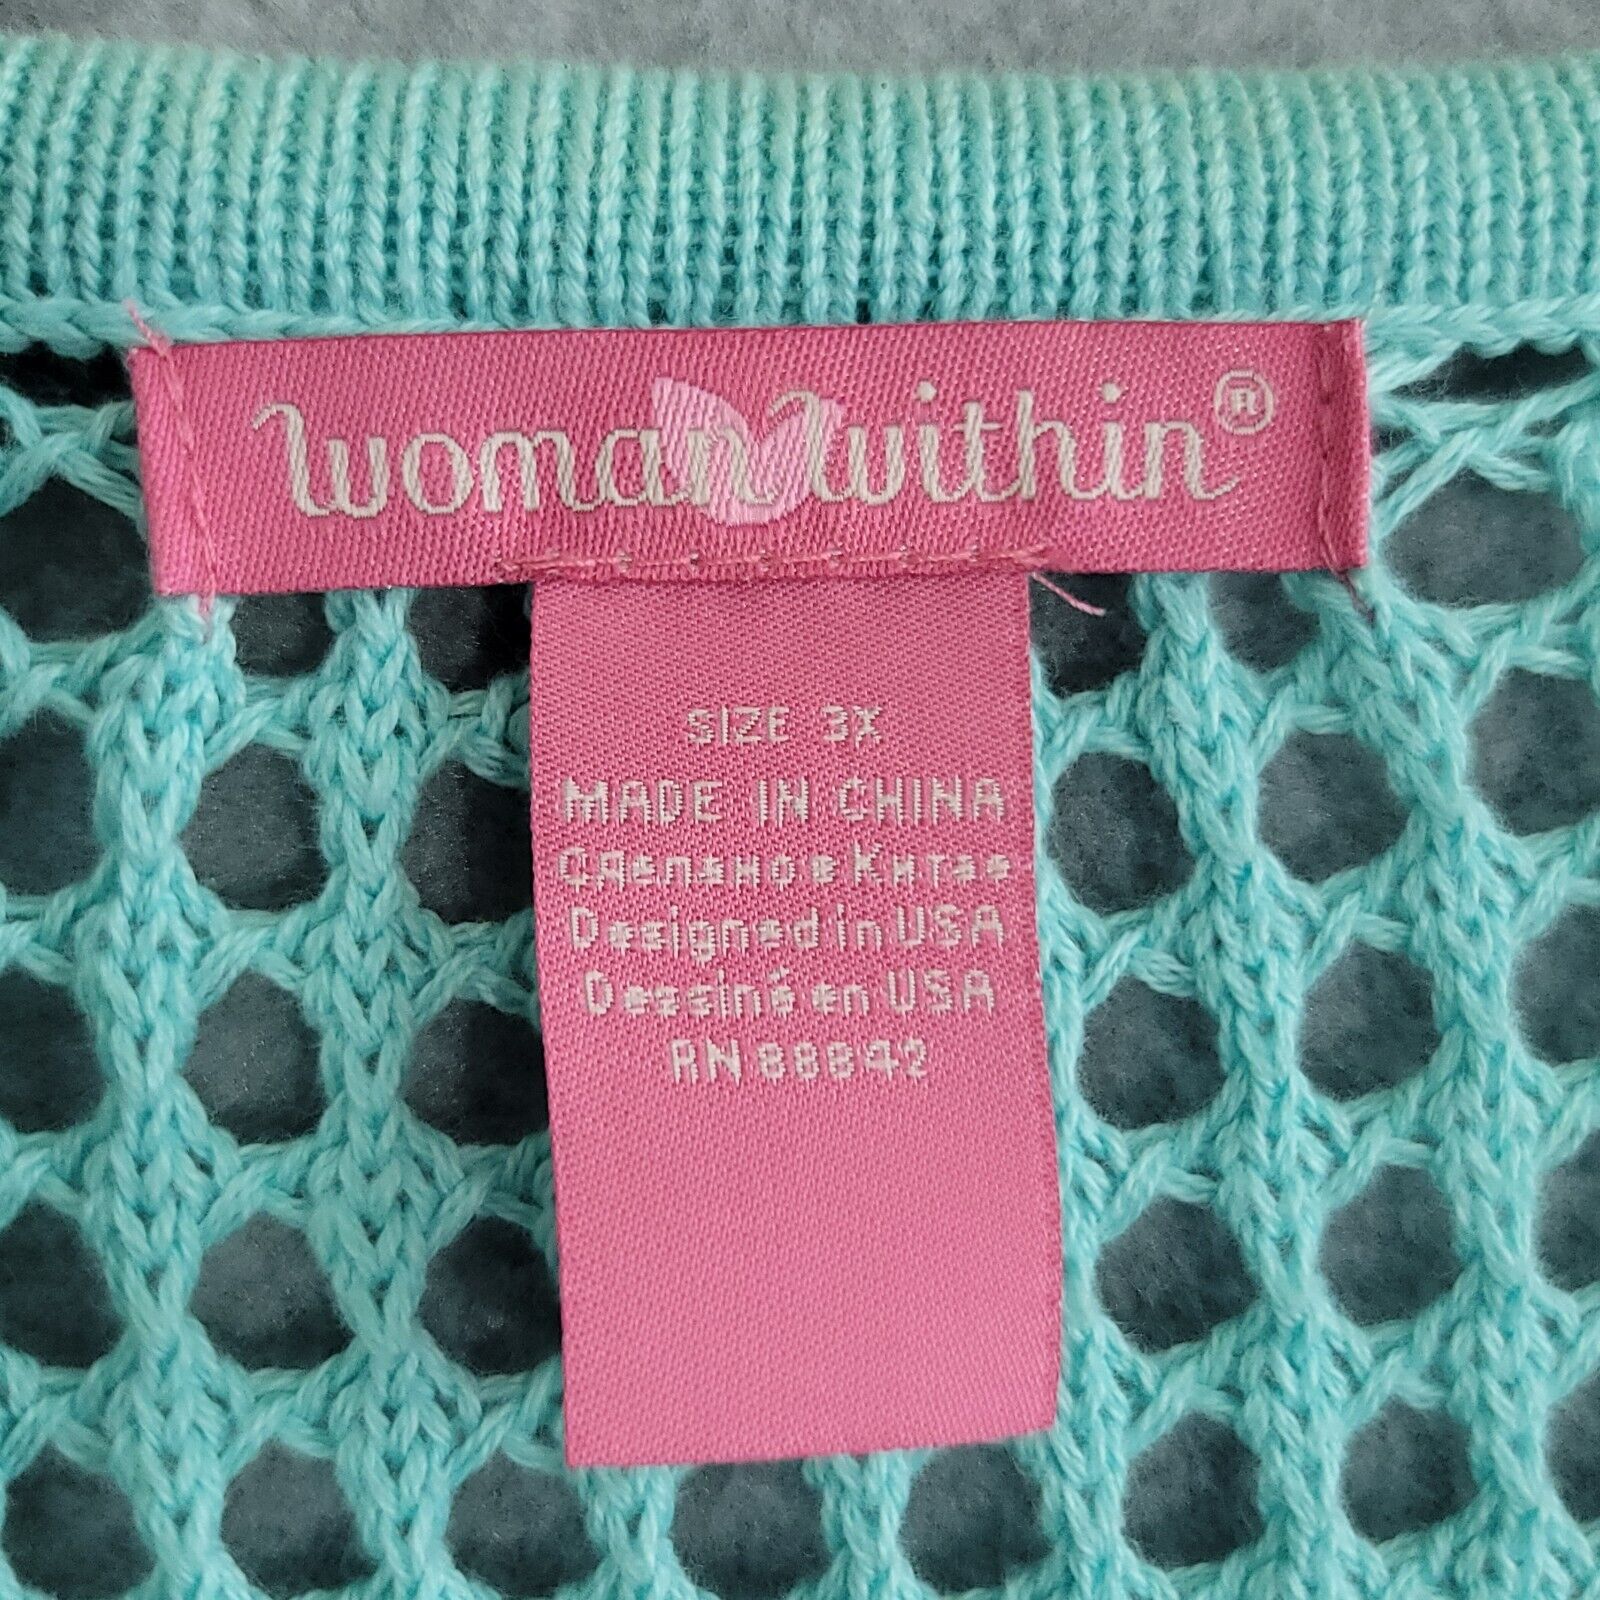 woman within®
SIZE 3X
MADE IN CHINA
Сделано в Китае
Designed in USA
Dessiné en USA
RN 88842